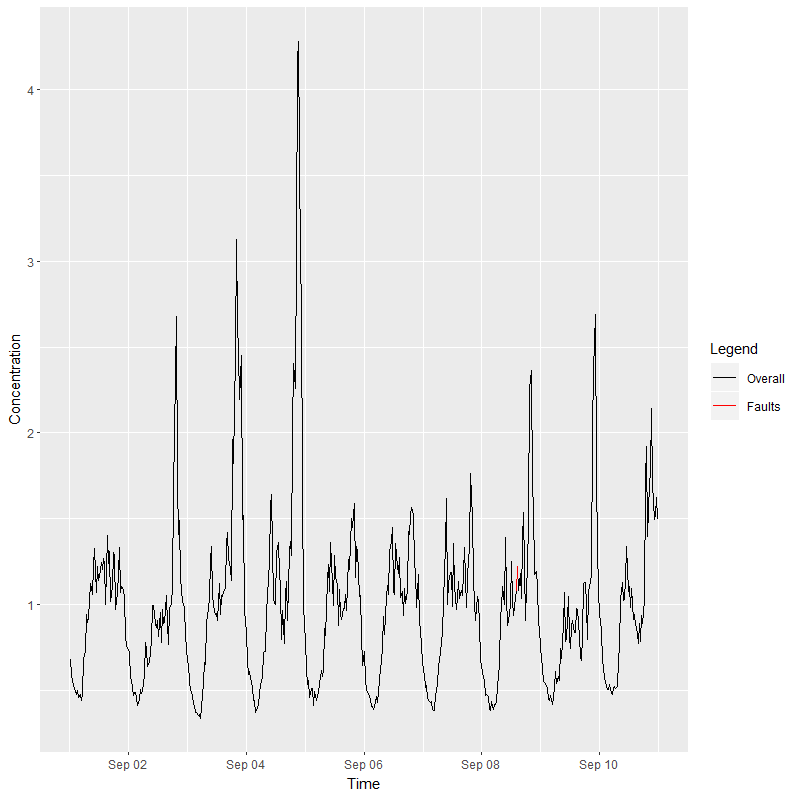 4
3
2
1
Concentration
Sep 02
Sep 04
Sep 06
Sep 08
Sep 10
Time
Legend
Overall
Faults